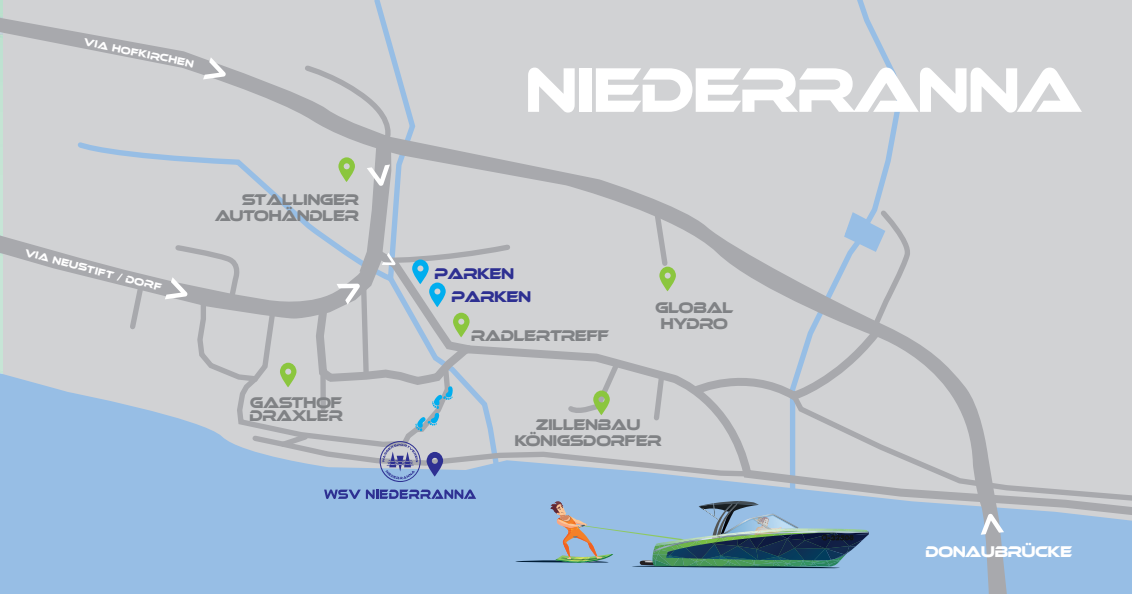 VIA HOFKIRCHEN
NIEDERRANNA
STALLINGER
AUTOHÄNDLER
VIA NEUSTIFT / DORF
PARKEN
PARKEN
GLOBAL
HYDRO
RADLERTREFF
GASTHOF
DRAXLER
ZILLENBAU
KÖNIGSDORFER
WSV NIEDERRANNA
DONAUBRÜCKE